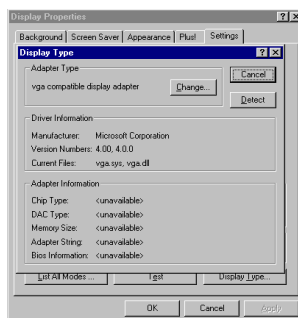 Display Properties
Background Screen Saver Appearance Plus! Settings
Display Type
Adapter Type
Cancel
vga compatible display adapter Change...
Detect
Driver Information
Manufacturer: Microsoft Corporation
Version Numbers: 4.00, 4.0.0
Current Files: vga.sys, vga.dll
Adapter Information
Chip Type: <unavailable>
DAC Type: <unavailable>
Memory Size: <unavailable>
Adapter String: <unavailable>
Bios Information: <unavailable>
List All Modes ... Test Display Type...
OK Cancel Apply